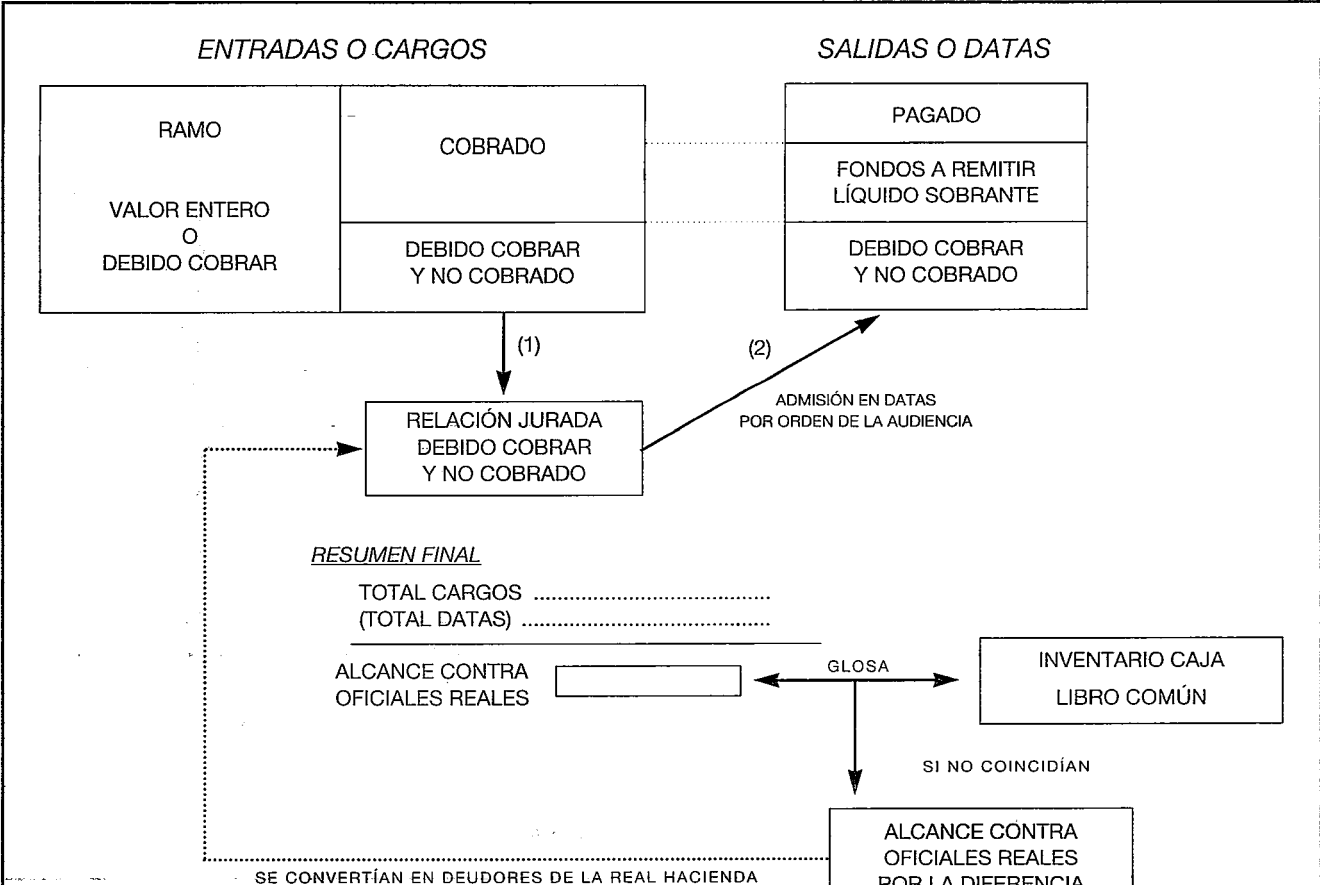 ENTRADAS O CARGOS
SALIDAS O DATAS
RAMO
VALOR ENTERO
O
DEBIDO COBRAR
COBRADO
DEBIDO COBRAR
Y NO COBRADO
PAGADO
FONDOS A REMITIR
LÍQUIDO SOBRANTE
DEBIDO COBRAR
Y NO COBRADO
(1)
(2)
ADMISIÓN EN DATAS
POR ORDEN DE LA AUDIENCIA
RELACIÓN JURADA
DEBIDO COBRAR
Y NO COBRADO
RESUMEN FINAL
TOTAL CARGOS ........................................
(TOTAL DATAS) ..........................................
ALCANCE CONTRA
OFICIALES REALES
GLOSA
INVENTARIO CAJA
LIBRO COMÚN
SI NO COINCIDÍAN
ALCANCE CONTRA
OFICIALES REALES
POR LA DIFERENCIA
SE CONVERTÍAN EN DEUDORES DE LA REAL HACIENDA